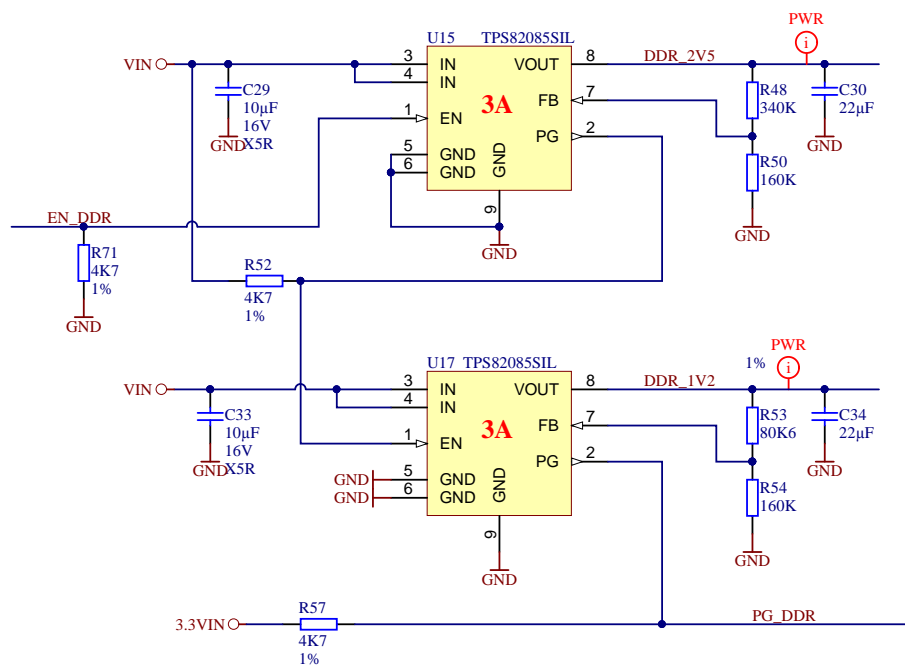 PWR
i
U15 TPS82085SIL
VIN
3 IN VOUT 8 DDR_2V5
4 IN
C29
10µF
16V
X5R
GND
3A
FB 7
R48
340K
C30
22µF
1 EN
PG 2
5 GND
6 GND
GND
9
GND
R50
160K
GND
GND
EN_DDR
R71
4K7
1%
GND
R52
4K7
1%
PWR
i
1%
U17 TPS82085SIL
VIN
3 IN VOUT 8 DDR_1V2
4 IN
C33
10µF
16V
X5R
GND
3A
FB 7
R53
80K6
C34
22µF
1 EN
PG 2
GND 5 GND
GND 6 GND
GND
9
GND
R54
160K
GND
GND
3.3VIN
R57
4K7
1%
PG_DDR